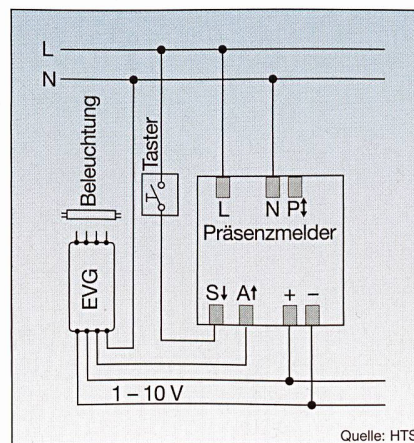 L
N
Beleuchtung
Taster
L N P↕
Präsenzmelder
EVG
S↓ A↑ + −
1 – 10 V
Quelle: HTS